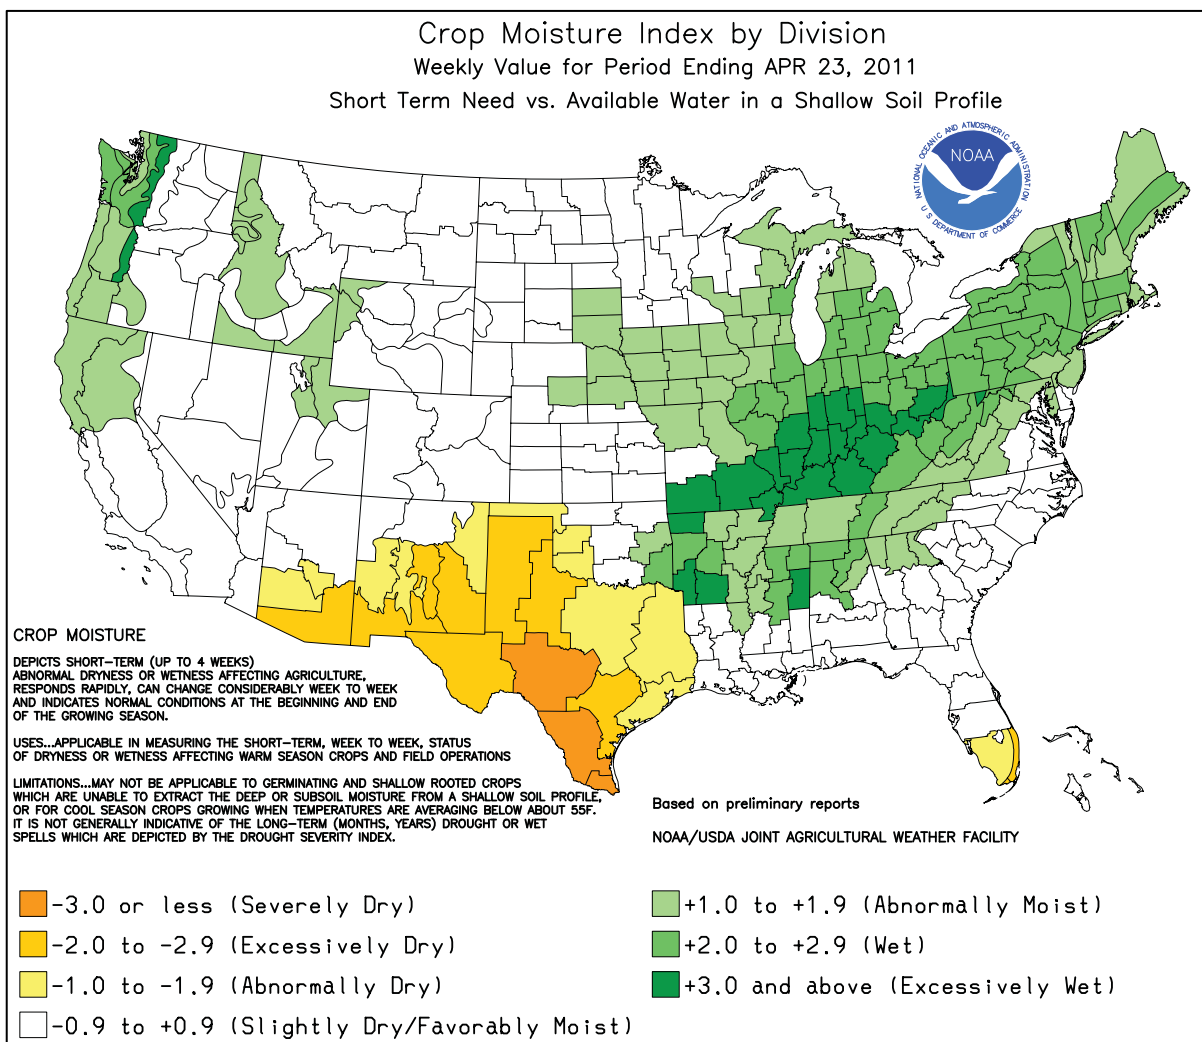 Crop Moisture Index by Division
Weekly Value for Period Ending APR 23, 2011
Short Term Need vs. Available Water in a Shallow Soil Profile
NATIONAL OCEANIC AND ATMOSPHERIC ADMINISTRATION
NOAA
U S DEPARTMENT OF COMMERCE
CROP MOISTURE
DEPICTS SHORT-TERM (UP TO 4 WEEKS)
ABNORMAL DRYNESS OR WETNESS AFFECTING AGRICULTURE,
RESPONDS RAPIDLY, CAN CHANGE CONSIDERABLY WEEK TO WEEK
AND INDICATES NORMAL CONDITIONS AT THE BEGINNING AND END
OF THE GROWING SEASON.
USES...APPLICABLE IN MEASURING THE SHORT-TERM, WEEK TO WEEK, STATUS
OF DRYNESS OR WETNESS AFFECTING WARM SEASON CROPS AND FIELD OPERATIONS
LIMITATIONS...MAY NOT BE APPLICABLE TO GERMINATING AND SHALLOW ROOTED CROPS
WHICH ARE UNABLE TO EXTRACT THE DEEP OR SUBSOIL MOISTURE FROM A SHALLOW SOIL PROFILE,
OR FOR COOL SEASON CROPS GROWING WHEN TEMPERATURES ARE AVERAGING BELOW ABOUT 55F.
IT IS NOT GENERALLY INDICATIVE OF THE LONG-TERM (MONTHS, YEARS) DROUGHT OR WET
SPELLS WHICH ARE DEPICTED BY THE DROUGHT SEVERITY INDEX.
Based on preliminary reports
NOAA/USDA JOINT AGRICULTURAL WEATHER FACILITY
-3.0 or less (Severely Dry)
-2.0 to -2.9 (Excessively Dry)
-1.0 to -1.9 (Abnormally Dry)
-0.9 to +0.9 (Slightly Dry/Favorably Moist)
+1.0 to +1.9 (Abnormally Moist)
+2.0 to +2.9 (Wet)
+3.0 and above (Excessively Wet)